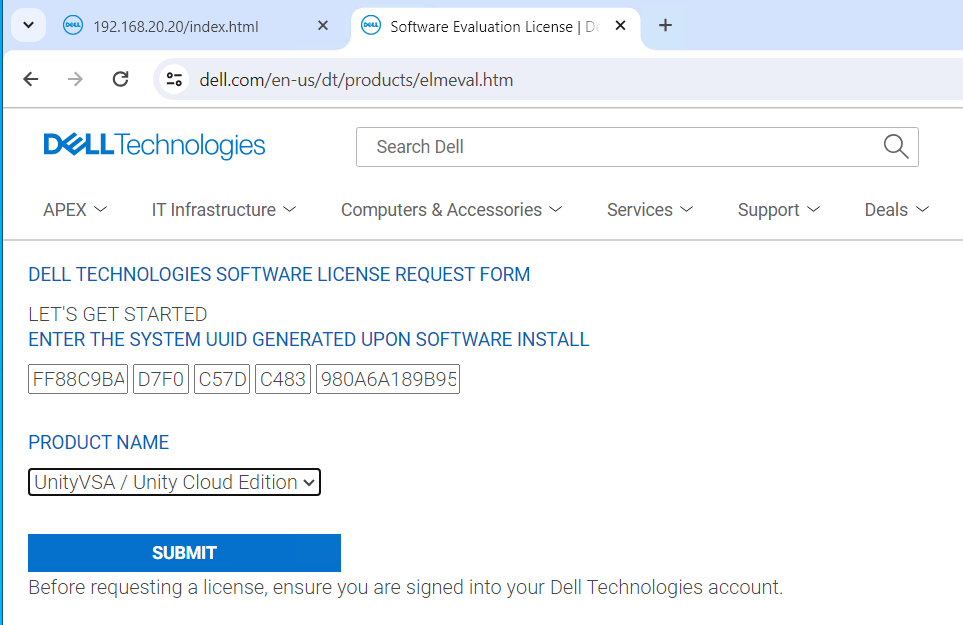 192.168.20.20/index.html
Software Evaluation License | De
dell.com/en-us/dt/products/elmeval.htm
DELL Technologies
Search Dell
APEX IT Infrastructure Computers & Accessories Services Support Deals
DELL TECHNOLOGIES SOFTWARE LICENSE REQUEST FORM
LET'S GET STARTED
ENTER THE SYSTEM UUID GENERATED UPON SOFTWARE INSTALL
FF88C9BA D7F0 C57D C483 980A6A189B95
PRODUCT NAME
UnityVSA / Unity Cloud Edition
SUBMIT
Before requesting a license, ensure you are signed into your Dell Technologies account.